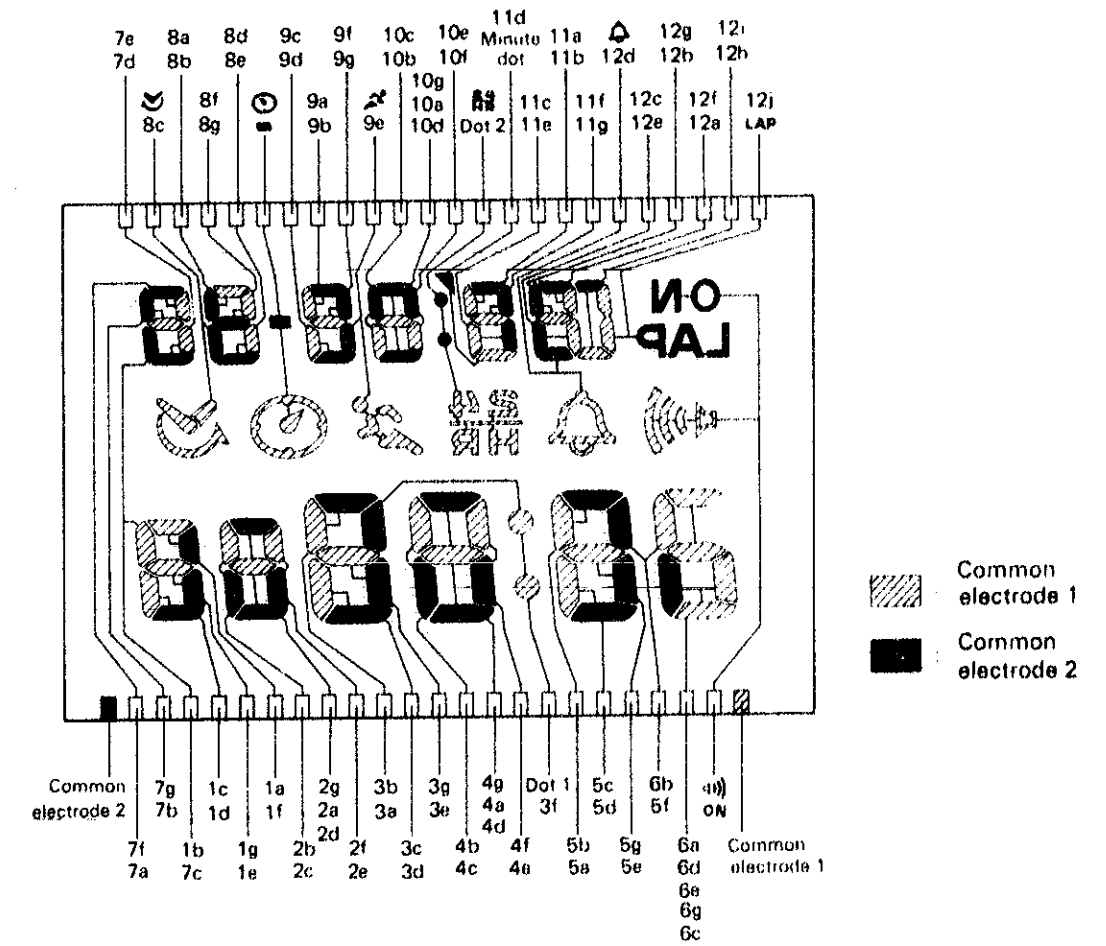 11d
7e 8a 8d 9c 9f 10c 10e Minute 11a 12g 12i
7d 8b 8e 9d 9g 10b 10f dot 11b 12d 12b 12h
10g
8f 9a 10a 11c 11f 12c 12f 12j
8c 8g 9b 9e 10d Dot 2 11e 11g 12e 12a LAP
ON
LAP
Common
electrode 1
Common
electrode 2
Common 7g 1c 1a 2g 3b 3g 4g Dot 1 5c 6b
electrode 2 7b 1d 1f 2a 3a 3e 4a 3f 5d 5f ON
2d 4d
7f 1b 1g 2b 2f 3c 4b 4f 5b 5g 6a Common
7a 7c 1e 2c 2e 3d 4c 4e 5a 5e 6d electrode 1
6e
6g
6c